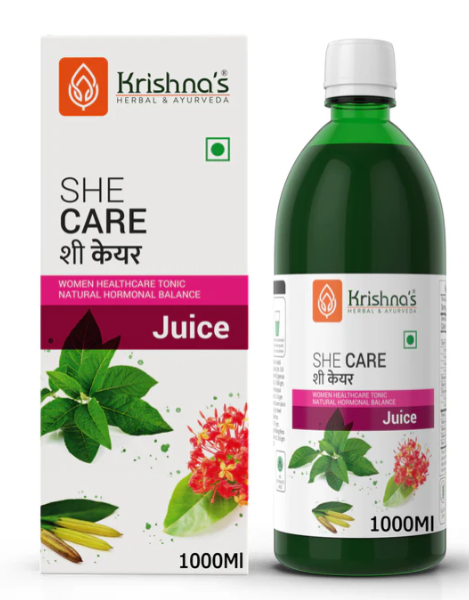 Krishna's®
HERBAL & AYURVEDA
SHE
CARE
शी केयर
WOMEN HEALTHCARE TONIC
NATURAL HORMONAL BALANCE
Juice
1000Ml
Krishna's
HERBAL & AYURVEDA
SHE CARE
शी केयर
WOMEN HEALTHCARE TONIC
NATURAL HORMONAL BALANCE
Juice
1000Ml